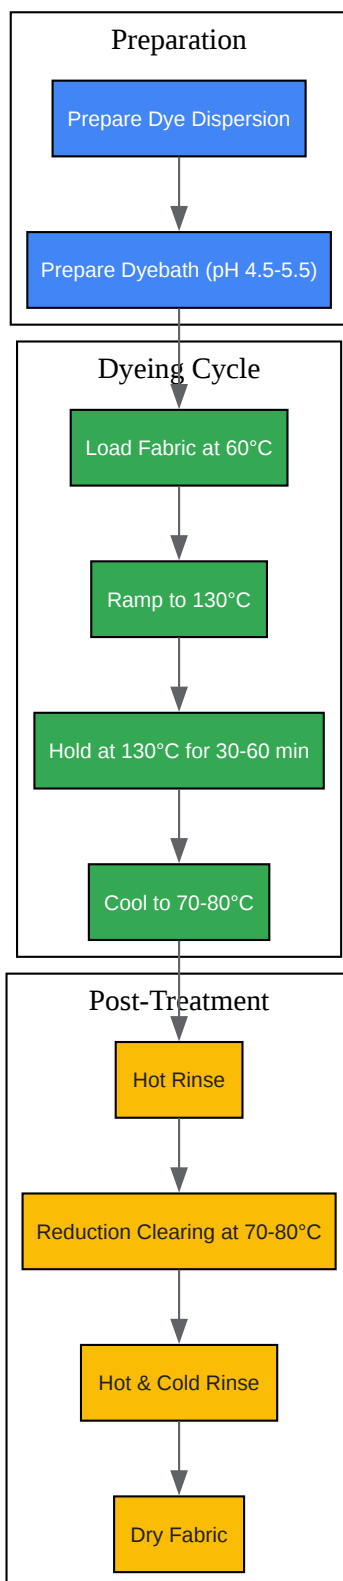 Preparation
Prepare Dye Dispersion
Prepare Dyebath (pH 4.5-5.5)
Dyeing Cycle
Load Fabric at 60°C
Ramp to 130°C
Hold at 130°C for 30-60 min
Cool to 70-80°C
Post-Treatment
Hot Rinse
Reduction Clearing at 70-80°C
Hot & Cold Rinse
Dry Fabric